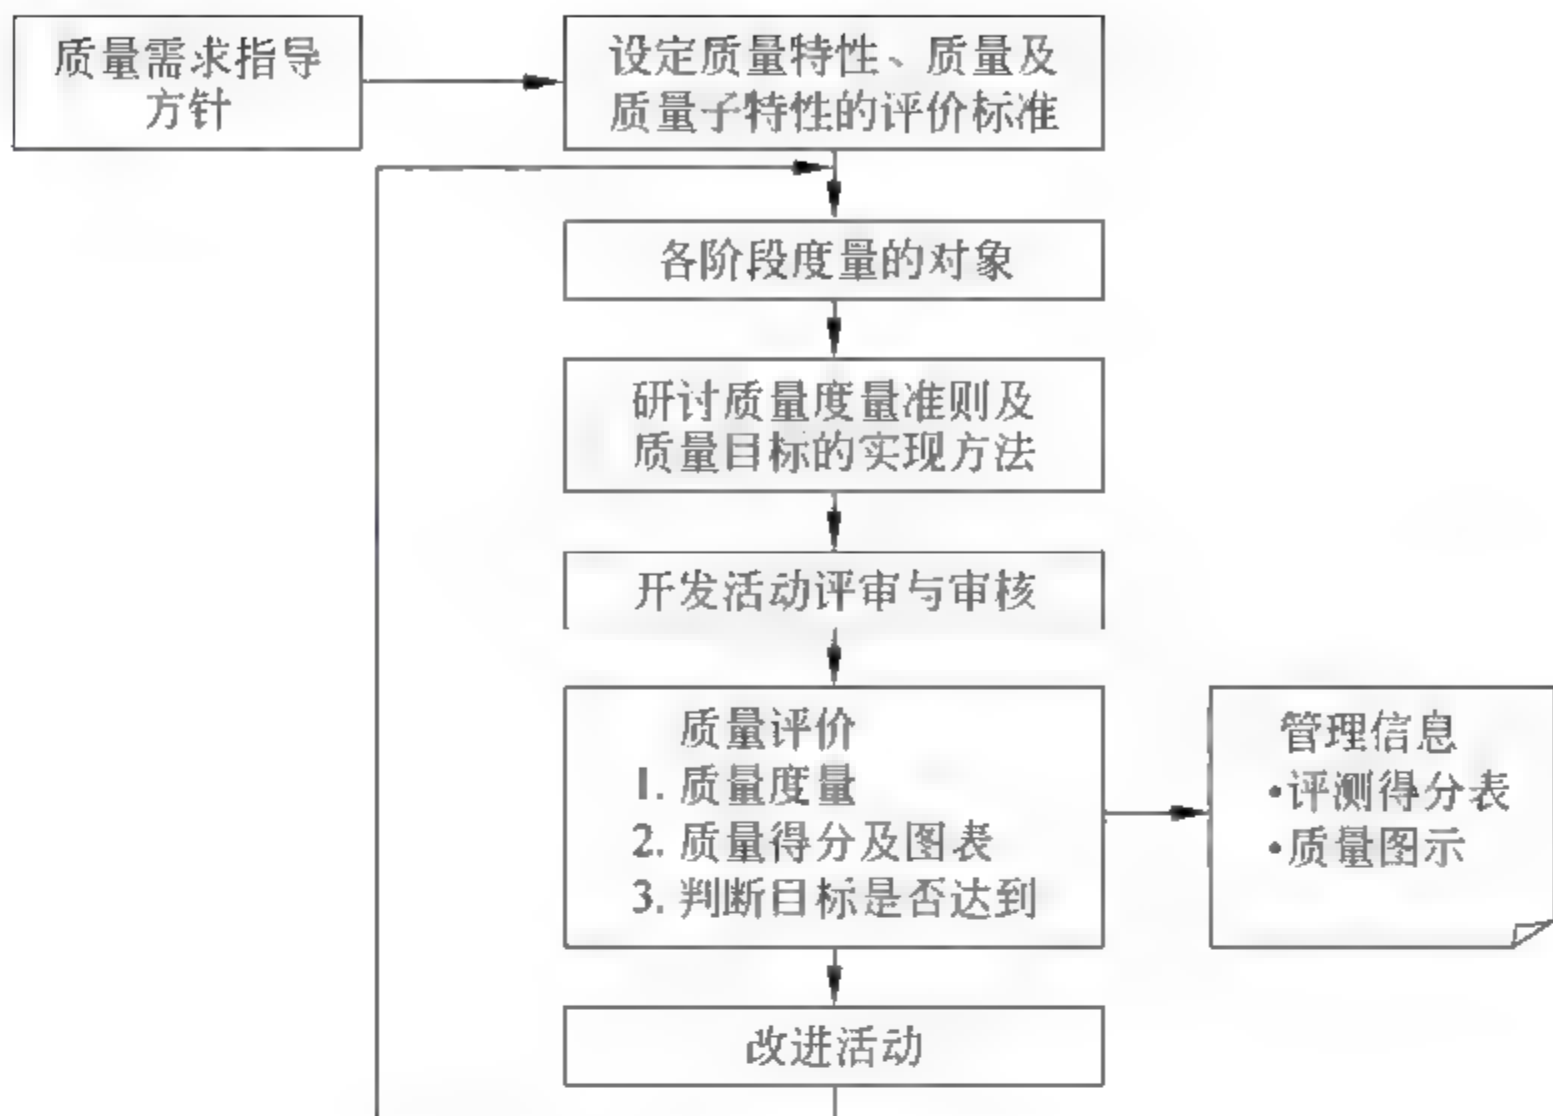 质量需求指导
方针
设定质量特性、质量及
质量子特性的评价标准
各阶段度量的对象
研讨质量度量准则及
质量目标的实现方法
开发活动评审与审核
质量评价
1. 质量度量
2. 质量得分及图表
3. 判断目标是否达到
管理信息
•评测得分表
•质量图示
改进活动